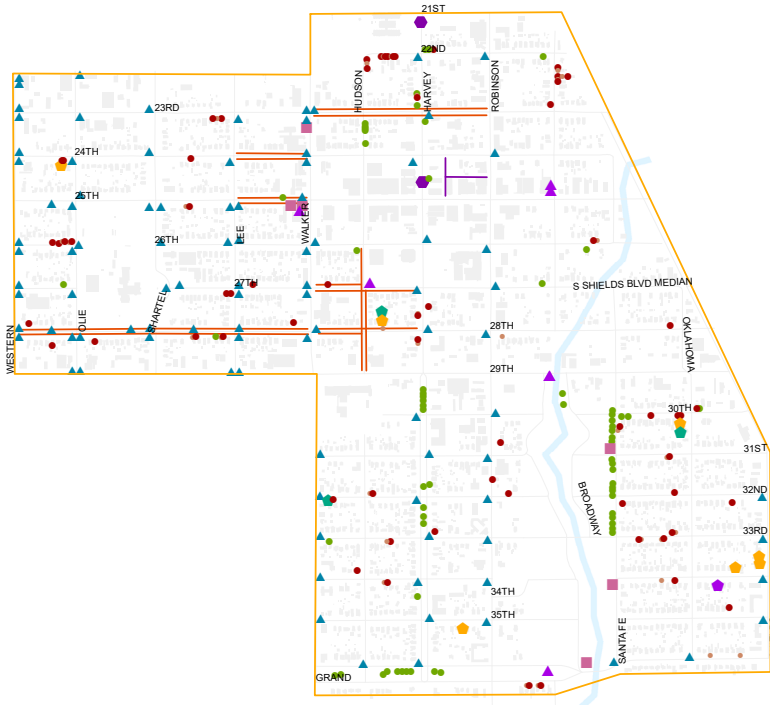 21ST
22ND
HUDSON
HARVEY
ROBINSON
23RD
24TH
25TH
WALKER
LEE
26TH
27TH
S SHIELDS BLVD MEDIAN
WESTERN
OLIE
SHARTEL
28TH
OKLAHOMA
29TH
30TH
31ST
32ND
BROADWAY
33RD
34TH
35TH
SANTA FE
GRAND